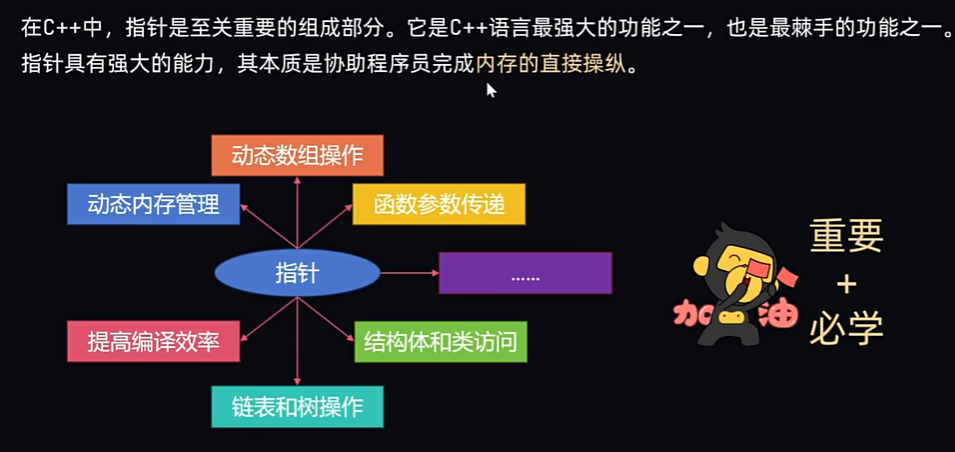 在C++中，指针是至关重要的组成部分。它是C++语言最强大的功能之一，也是最棘手的功能之一。
指针具有强大的能力，其本质是协助程序员完成内存的直接操纵。
动态数组操作
动态内存管理
函数参数传递
指针
......
提高编译效率
结构体和类访问
链表和树操作
加油
重要
+
必学